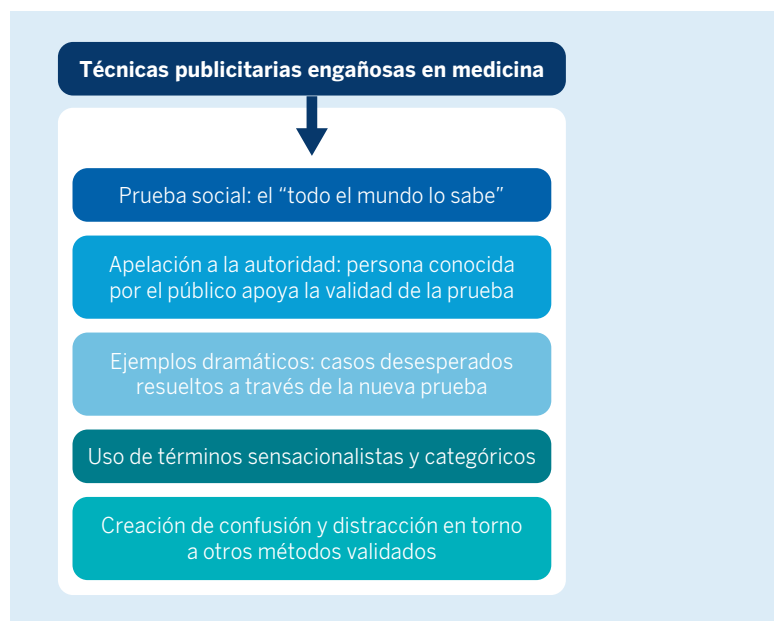 Técnicas publicitarias engañosas en medicina
Prueba social: el “todo el mundo lo sabe”
Apelación a la autoridad: persona conocida
por el público apoya la validad de la prueba
Ejemplos dramáticos: casos desesperados
resueltos a través de la nueva prueba
Uso de términos sensacionalistas y categóricos
Creación de confusión y distracción en torno
a otros métodos validados